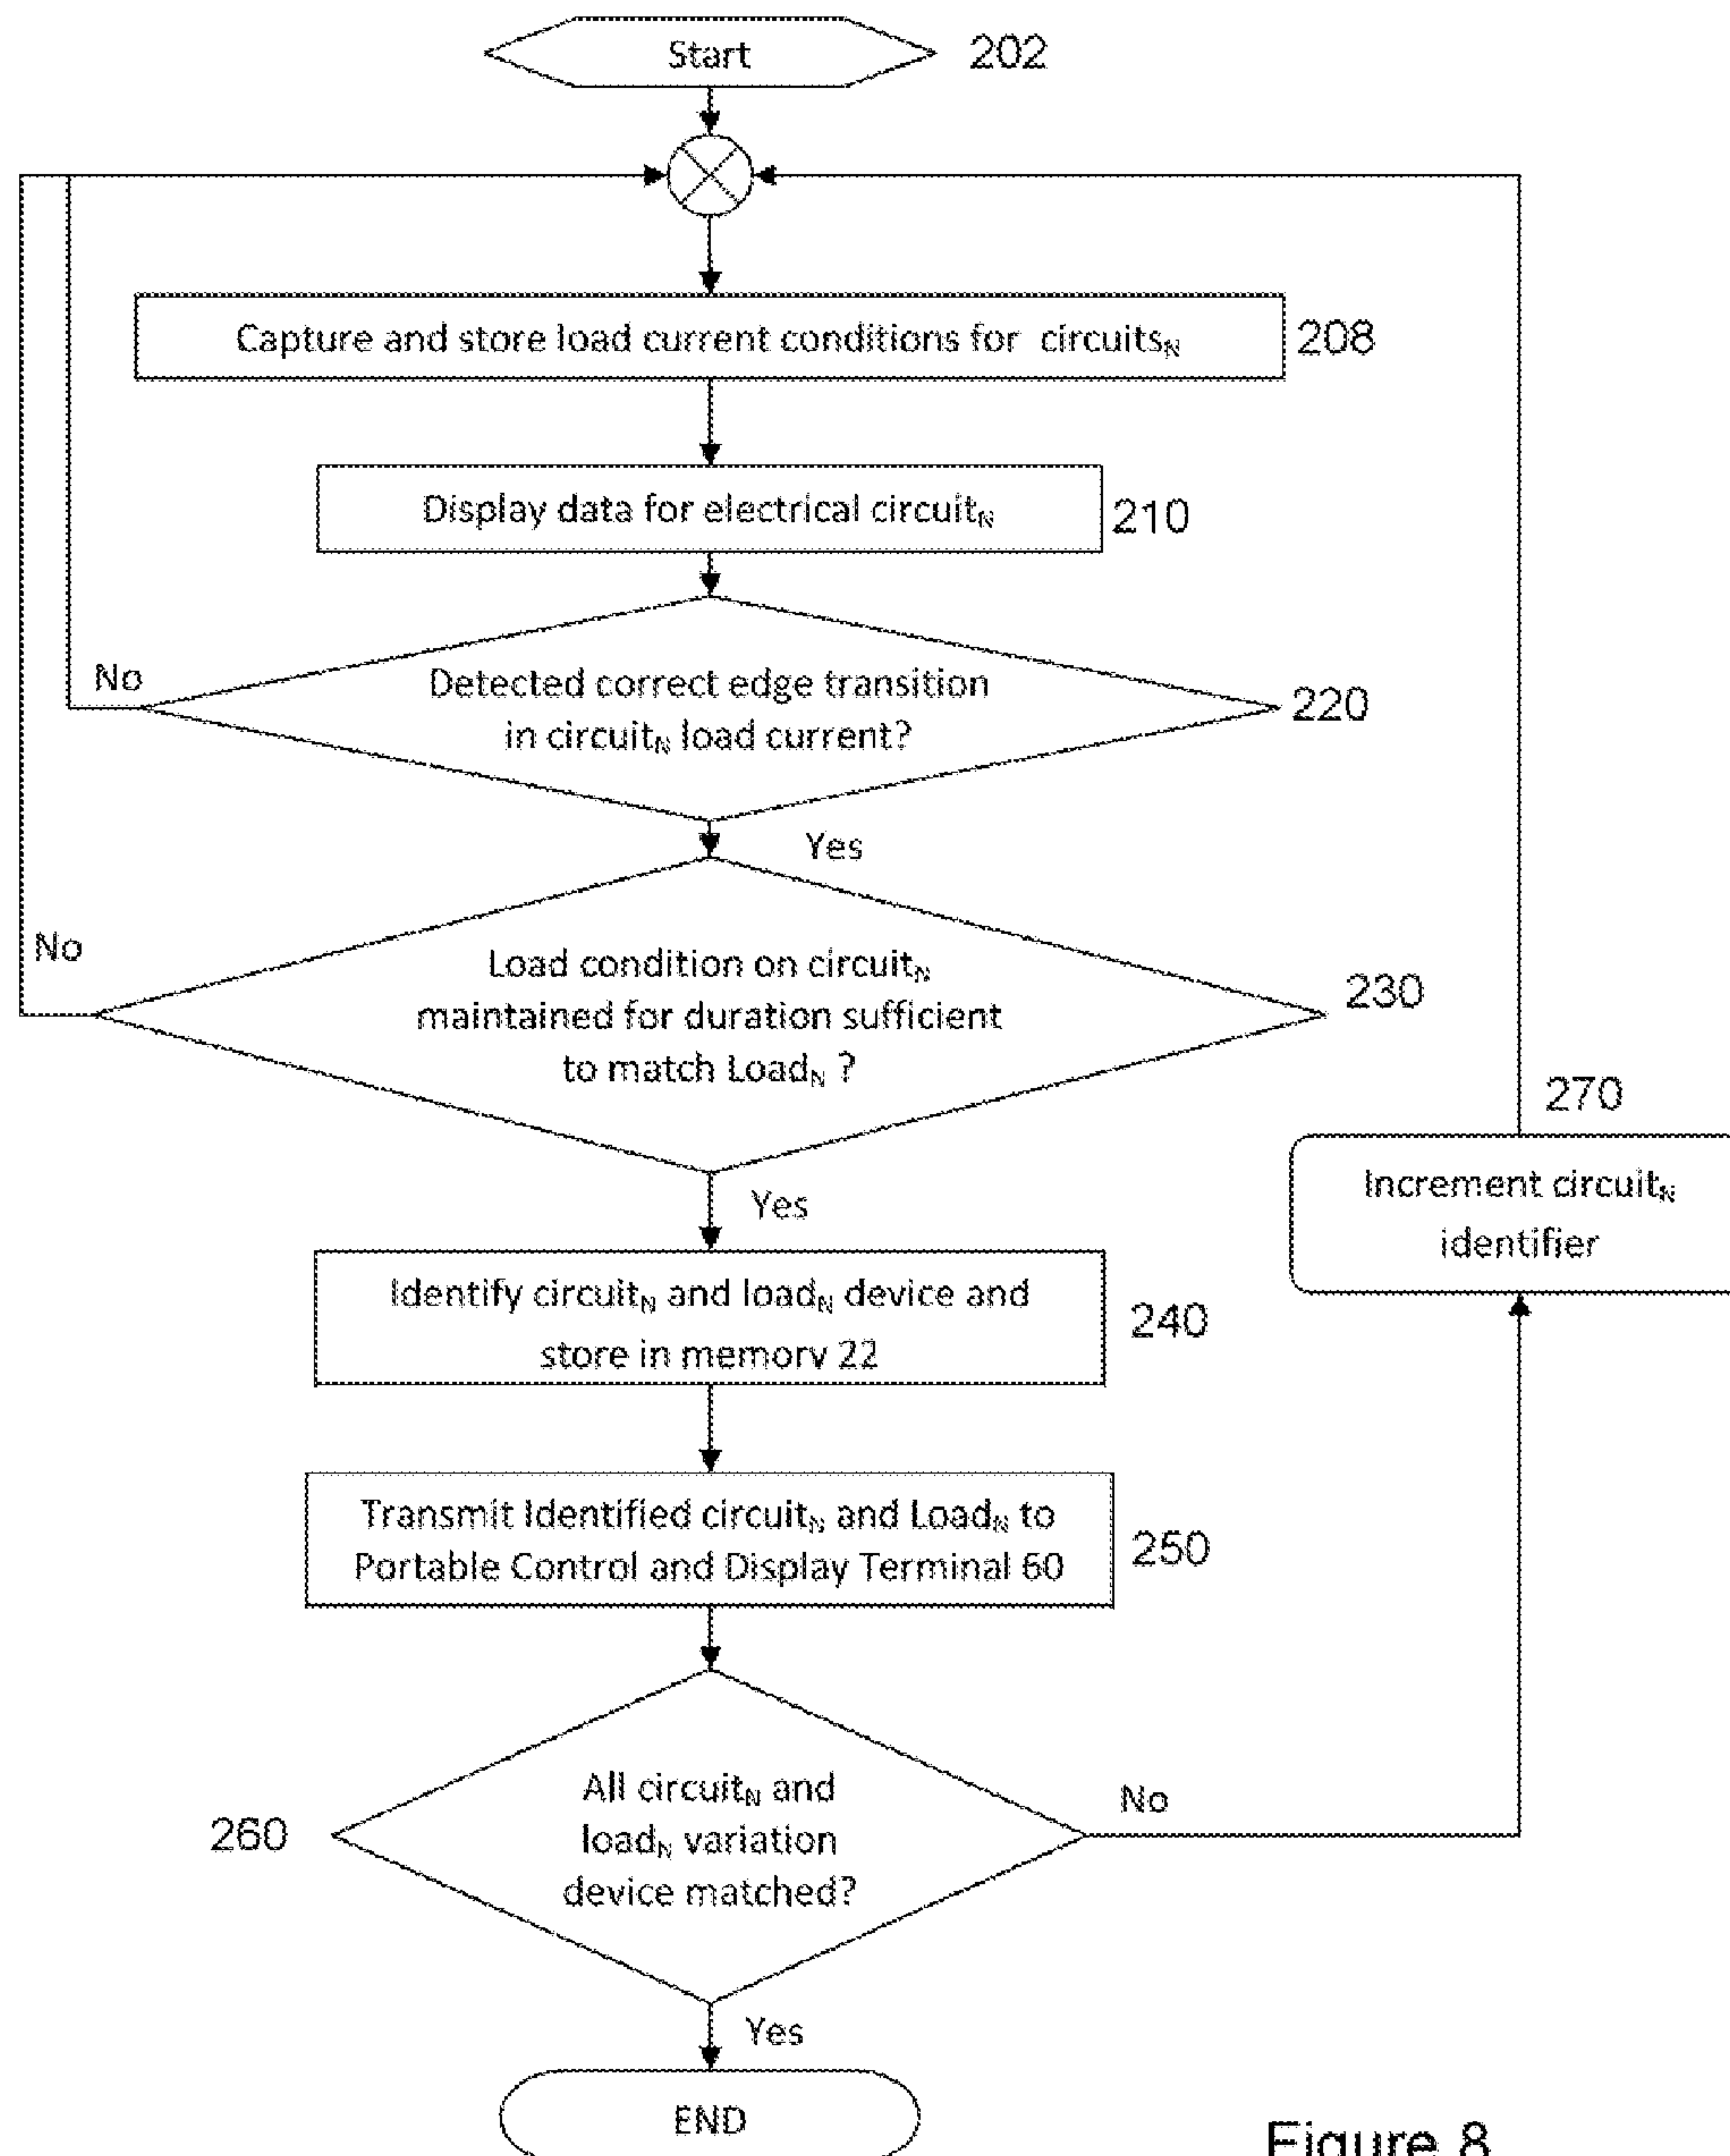 Start
202
Capture and store load current conditions for circuitsN
208
Display data for electrical circuitN
210
No
Detected correct edge transition
in circuitN load current?
220
Yes
No
Load condition on circuitN
maintained for duration sufficient
to match LoadN ?
230
270
Increment circuitN
identifier
Yes
Identify circuitN and loadN device and
store in memory 22
240
Transmit Identified circuitN and LoadN to
Portable Control and Display Terminal 60
250
All circuitN and
loadN variation
device matched?
260
No
Yes
END
Figure 8